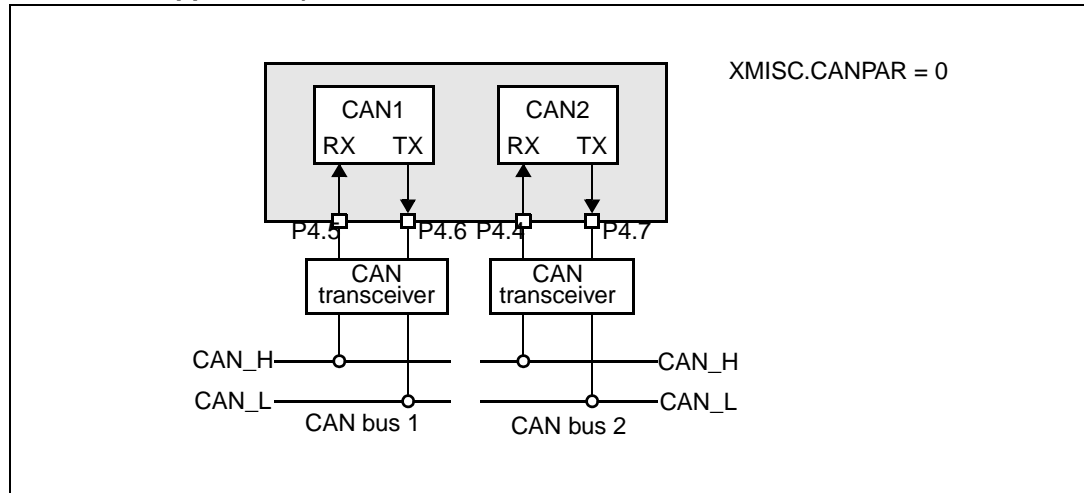 XMISC.CANPAR = 0
CAN1
CAN2
RX TX
RX TX
P4.5
P4.6
P4.4
P4.7
CAN
transceiver
CAN
transceiver
CAN_H
CAN_H
CAN_L
CAN_L
CAN bus 1
CAN bus 2